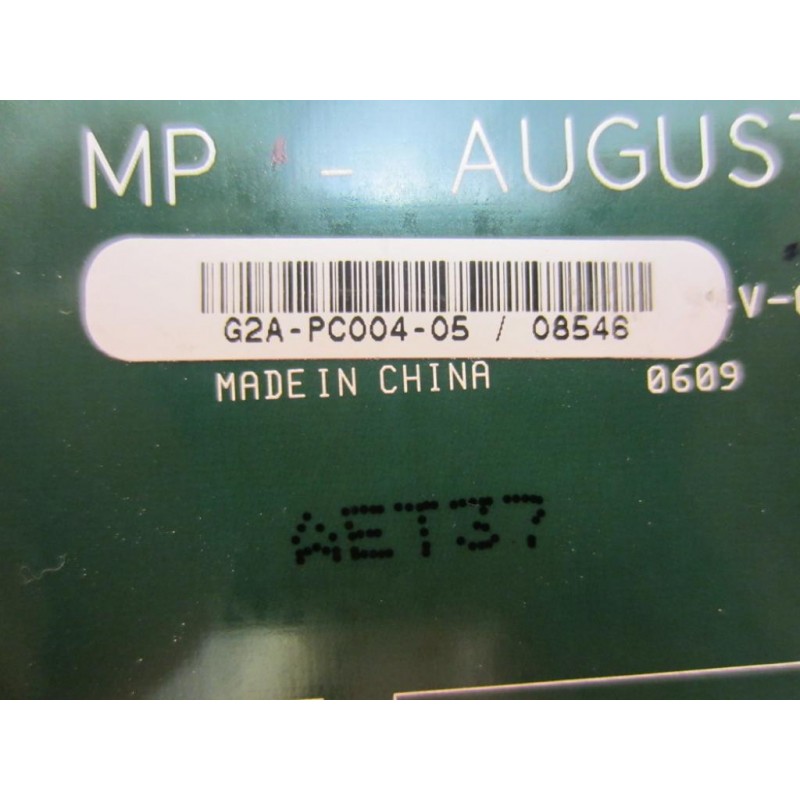 MP - AUGUST
V-
G2A-PC004-05 / 08546
MADE IN CHINA 0609
AET37